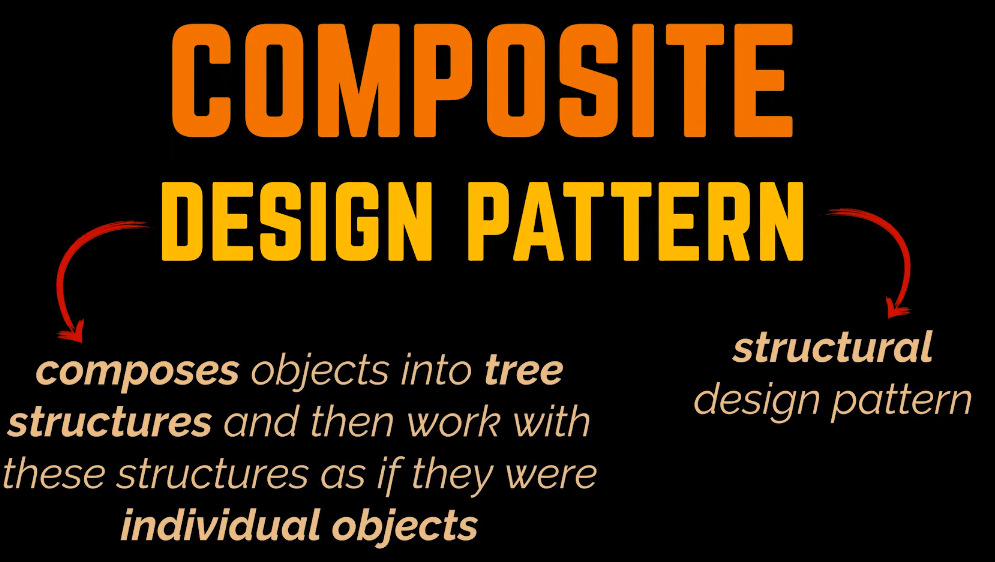 COMPOSITE
DESIGN PATTERN
composes objects into tree
structures and then work with
these structures as if they were
individual objects
structural
design pattern